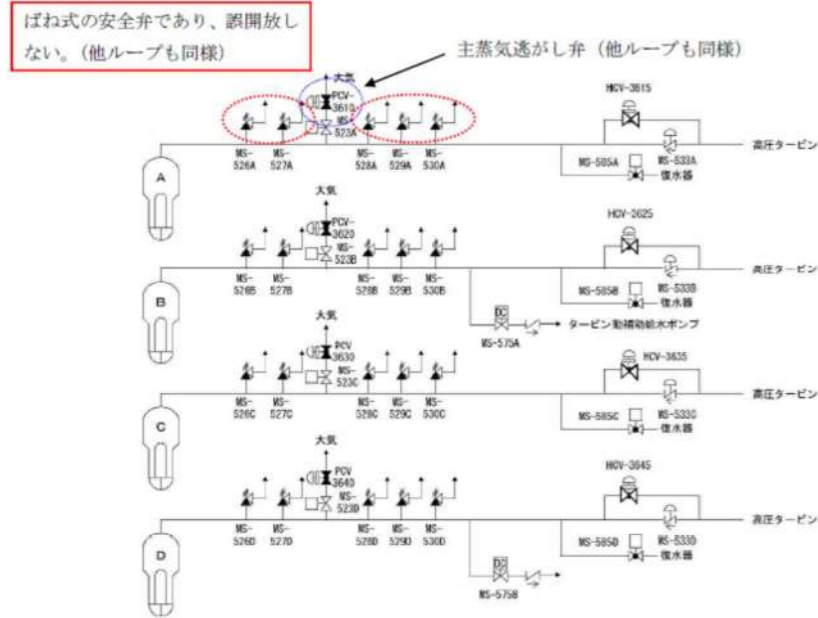 ばね式の安全弁であり、誤開放し
ない。(他ループも同様)
主蒸気逃がし弁(他ループも同様)
大気
PCV-
3610
MS-
523A
HCV-3615
MS-
526A
MS-
527A
MS-
528A
MS-
529A
MS-
530A
MS-585A
MS-533A
復水器
高圧タービン
A
大気
PCV-
3620
MS-
523B
HCV-3625
MS-
526B
MS-
527B
MS-
528B
MS-
529B
MS-
530B
MS-585B
MS-533B
復水器
高圧タービン
B
DC
MS-575A
タービン動補助給水ポンプ
大気
PCV-
3630
MS-
523C
HCV-3635
MS-
526C
MS-
527C
MS-
528C
MS-
529C
MS-
530C
MS-585C
MS-533C
復水器
高圧タービン
C
大気
PCV
3640
MS-
523D
HCV-3645
MS-
526D
MS-
527D
MS-
528D
MS-
529D
MS-
530D
MS-585D
MS-533D
復水器
高圧タービン
D
DC
MS-575B